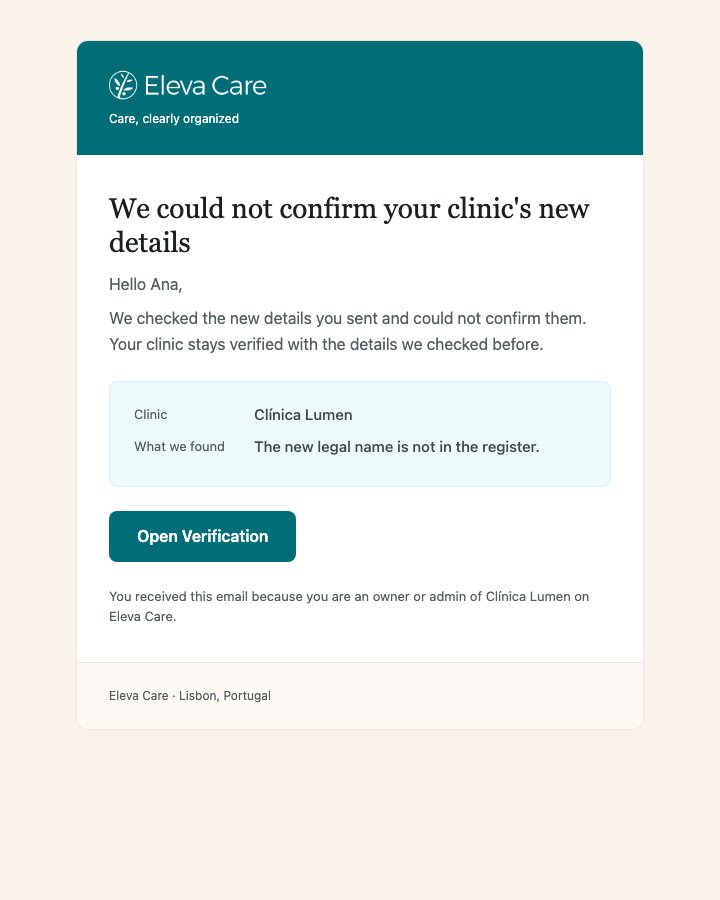 Eleva Care
Care, clearly organized
We could not confirm your clinic's new
details
Hello Ana,
We checked the new details you sent and could not confirm them.
Your clinic stays verified with the details we checked before.
Clinic Clínica Lumen
What we found The new legal name is not in the register.
Open Verification
You received this email because you are an owner or admin of Clínica Lumen on
Eleva Care.
Eleva Care · Lisbon, Portugal